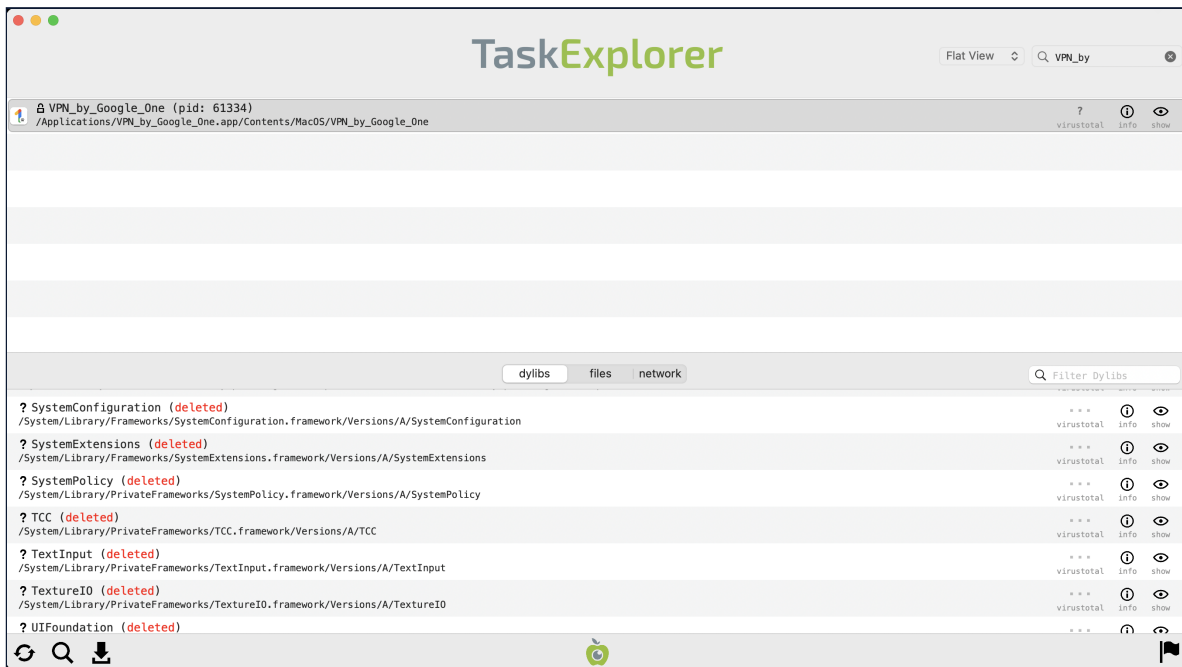 TaskExplorer
Flat View
VPN_by
VPN_by_Google_One (pid: 61334)
/Applications/VPN_by_Google_One.app/Contents/MacOS/VPN_by_Google_One
?
virustotal info show
dylibs files network
Filter Dylibs
? SystemConfiguration (deleted)
/System/Library/Frameworks/SystemConfiguration.framework/Versions/A/SystemConfiguration
virustotal info show
? SystemExtensions (deleted)
/System/Library/Frameworks/SystemExtensions.framework/Versions/A/SystemExtensions
virustotal info show
? SystemPolicy (deleted)
/System/Library/PrivateFrameworks/SystemPolicy.framework/Versions/A/SystemPolicy
virustotal info show
? TCC (deleted)
/System/Library/PrivateFrameworks/TCC.framework/Versions/A/TCC
virustotal info show
? TextInput (deleted)
/System/Library/PrivateFrameworks/TextInput.framework/Versions/A/TextInput
virustotal info show
? TextureIO (deleted)
/System/Library/PrivateFrameworks/TextureIO.framework/Versions/A/TextureIO
virustotal info show
? UIFoundation (deleted)